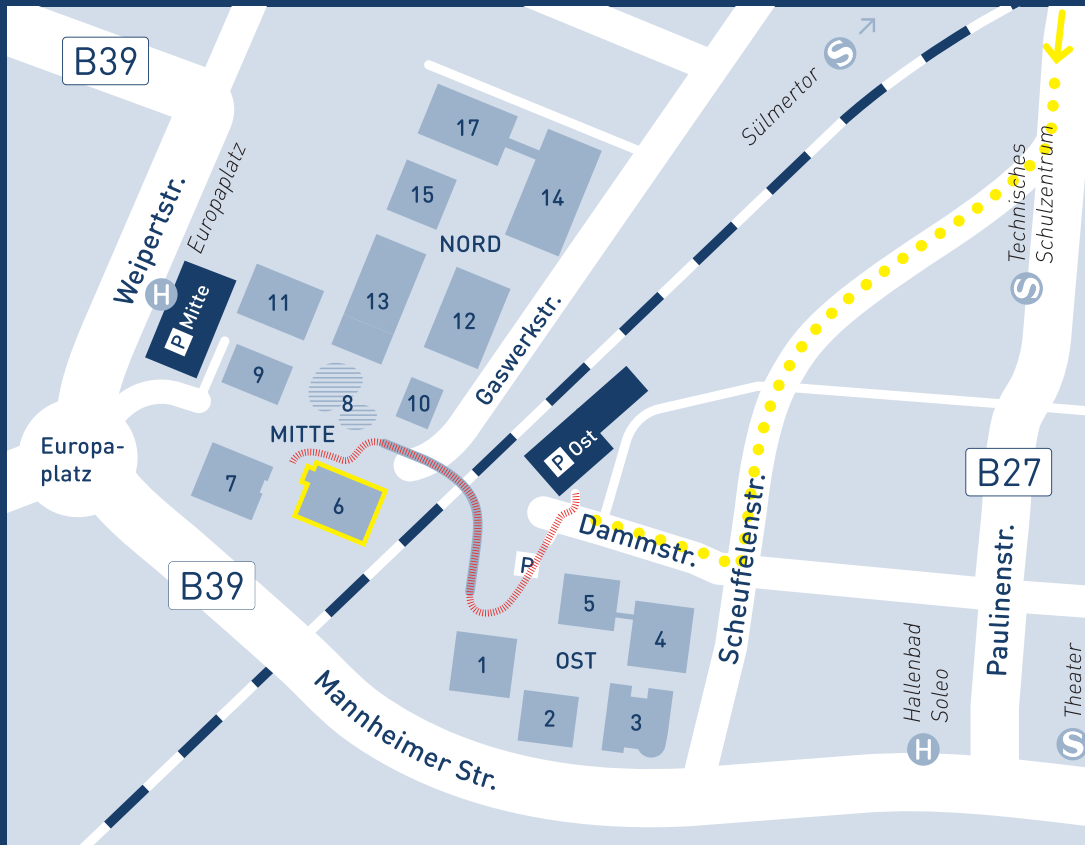 B39
Sülmertor
S
Technisches
Schulzentrum
S
17
15
14
NORD
Weipertstr.
Europaplatz
H
P Mitte
11
13
12
Gaswerkstr.
9
8
10
MITTE
Europa-
platz
7
6
P Ost
Dammstr.
Scheuffelenstr.
B27
B39
P
5
4
OST
1
2
3
Paulinenstr.
Hallenbad
Soleo
H
Theater
S
Mannheimer Str.